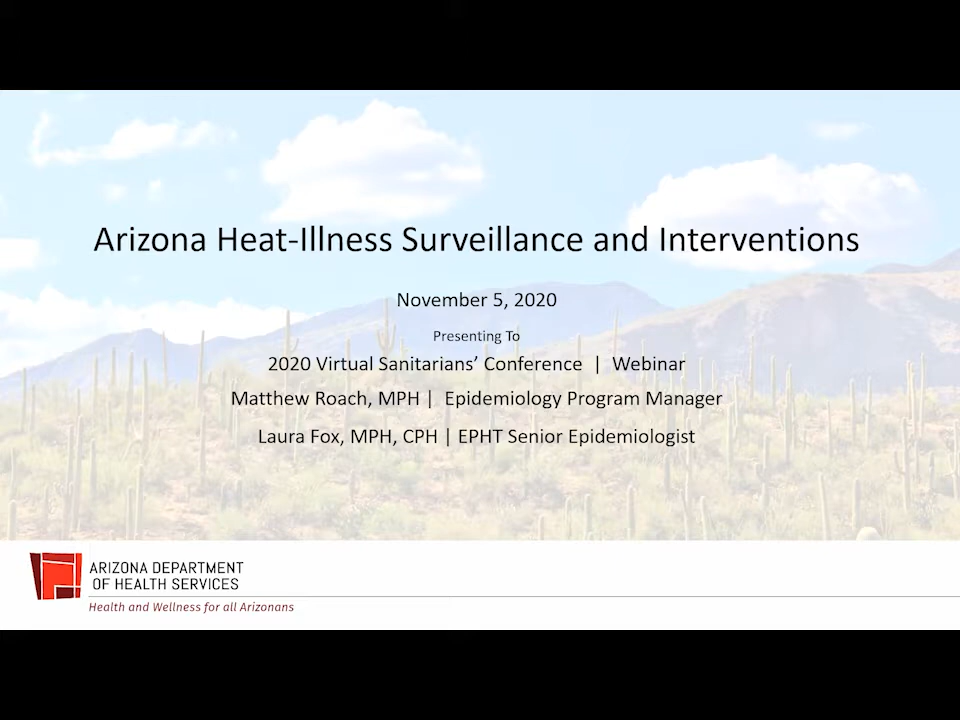 Arizona Heat-Illness Surveillance and Interventions
November 5, 2020
Presenting To
2020 Virtual Sanitarians’ Conference | Webinar
Matthew Roach, MPH | Epidemiology Program Manager
Laura Fox, MPH, CPH | EPHT Senior Epidemiologist
ARIZONA DEPARTMENT
OF HEALTH SERVICES
Health and Wellness for all Arizonans